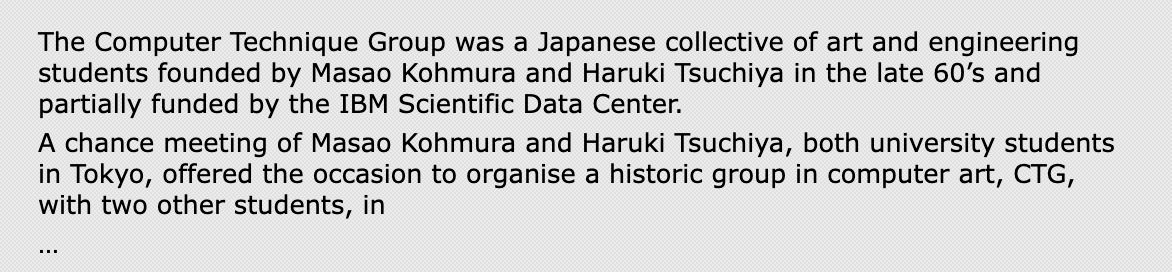 The Computer Technique Group was a Japanese collective of art and engineering
students founded by Masao Kohmura and Haruki Tsuchiya in the late 60’s and
partially funded by the IBM Scientific Data Center.
A chance meeting of Masao Kohmura and Haruki Tsuchiya, both university students
in Tokyo, offered the occasion to organise a historic group in computer art, CTG,
with two other students, in
...